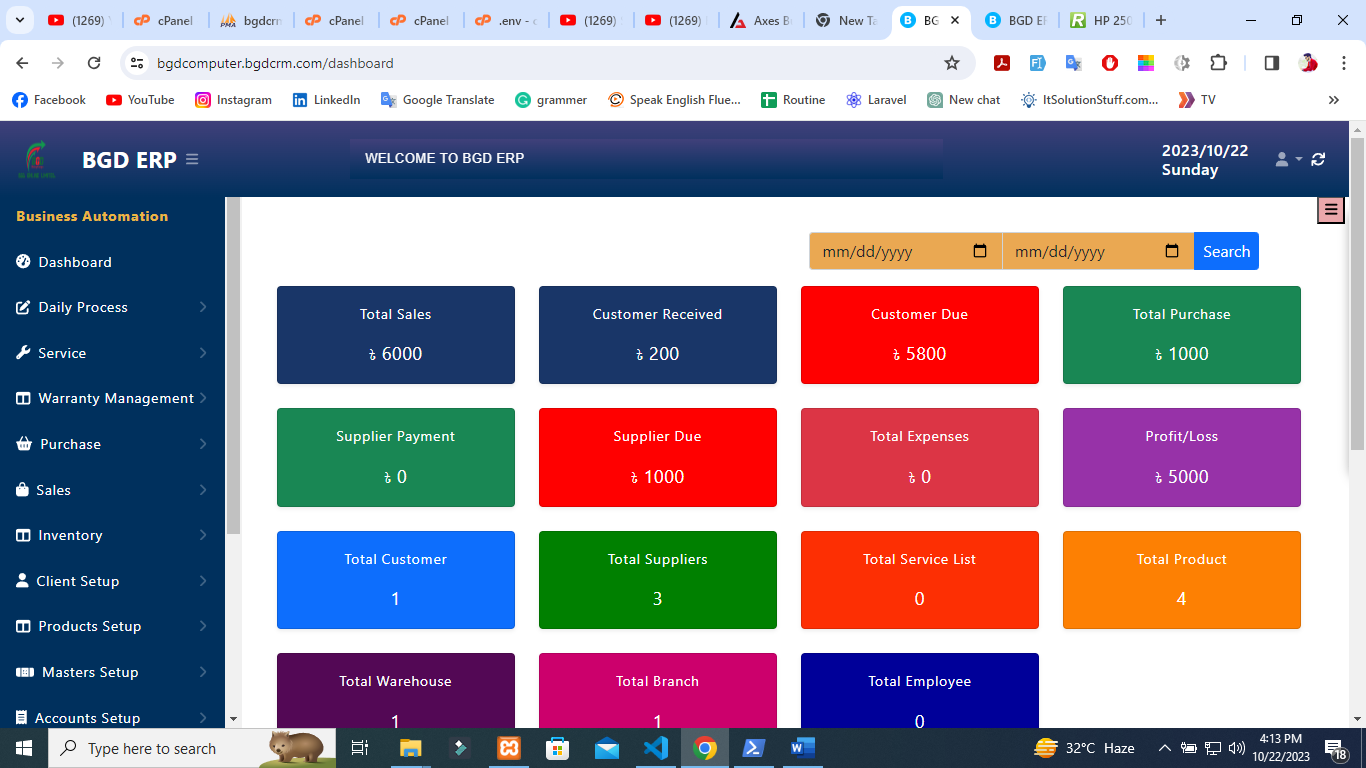 (1269)
cPanel
bgdcrm
cPanel
cPanel
.env - c
(1269)
(1269)
Axes B
New Ta
BG
BGD E
HP 250
bgdcomputer.bgdcrm.com/dashboard
Facebook
YouTube
Instagram
LinkedIn
Google Translate
grammer
Speak English Flue...
Routine
Laravel
New chat
ItSolutionStuff.com...
TV
BGD ERP
WELCOME TO BGD ERP
2023/10/22
Sunday
Business Automation
Dashboard
Daily Process
Service
Warranty Management
Purchase
Sales
Inventory
Client Setup
Products Setup
Masters Setup
Accounts Setup
mm/dd/yyyy
mm/dd/yyyy
Search
Total Sales
৳ 6000
Customer Received
৳ 200
Customer Due
৳ 5800
Total Purchase
৳ 1000
Supplier Payment
৳ 0
Supplier Due
৳ 1000
Total Expenses
৳ 0
Profit/Loss
৳ 5000
Total Customer
1
Total Suppliers
3
Total Service List
0
Total Product
4
Total Warehouse
1
Total Branch
1
Total Employee
0
Type here to search
32°C Haze
4:13 PM
10/22/2023
18